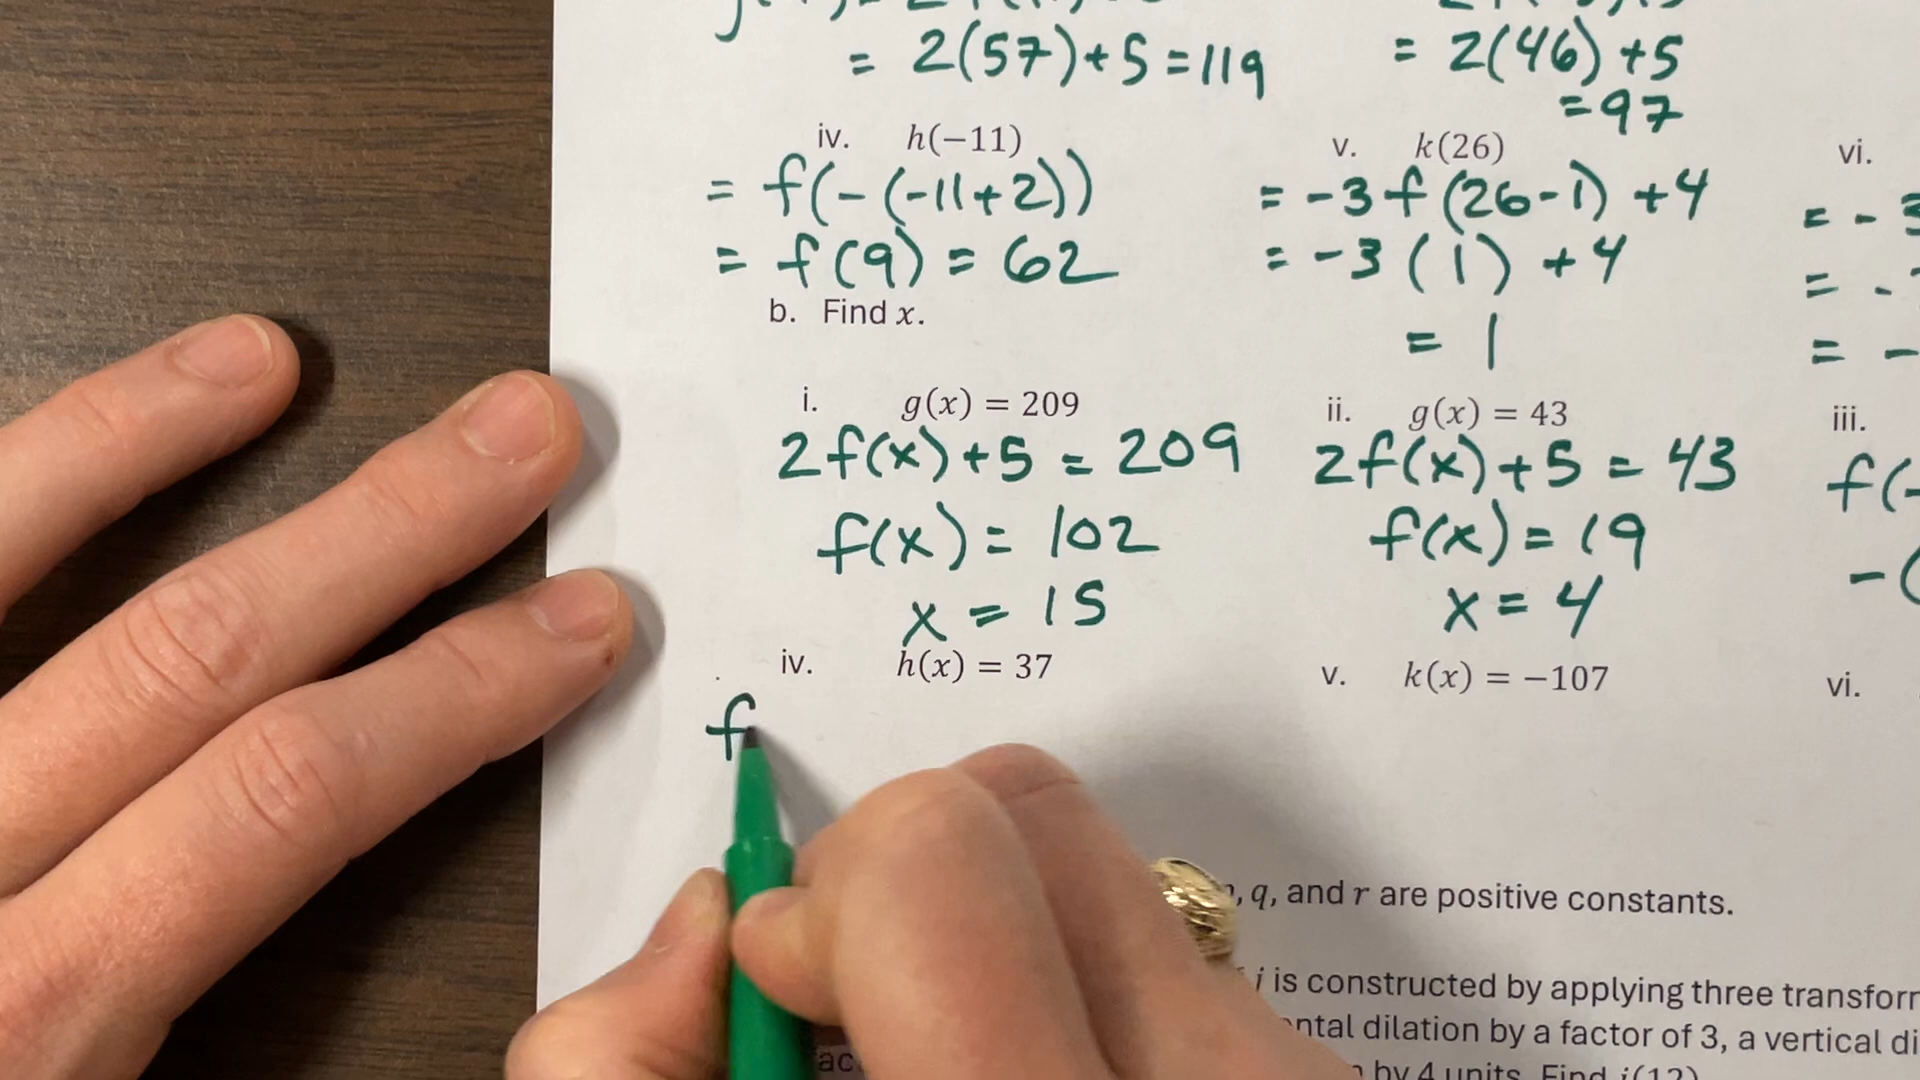 = 2(57)+5=119
= 2(46)+5
=97
iv. h(−11)
= f(-(-11+2))
= f(9) = 62
v. k(26)
= -3f(26-1)+4
= -3(1)+4
= 1
vi.
= -
= -
= -
b. Find x.
i. g(x) = 209
2f(x)+5 = 209
f(x) = 102
x = 15
ii. g(x) = 43
2f(x)+5 = 43
f(x) = 19
x = 4
iii.
f(-
-(
iv. h(x) = 37
f
v. k(x) = −107
vi.
, q, and r are positive constants.
is constructed by applying three
dilation by a factor of 3, a vertical
by 4 units. Find